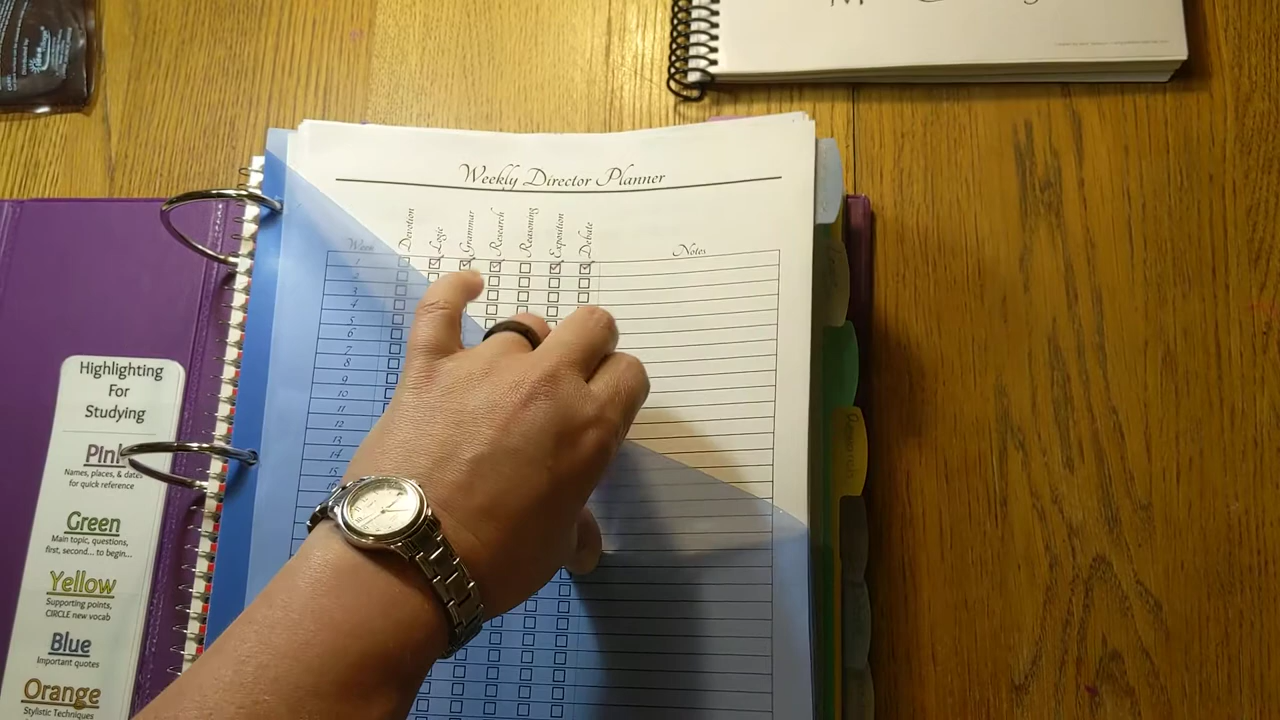 Weekly Director Planner
Week
Devotion
Logic
Grammar
Research
Reasoning
Exposition
Debate
Notes
1
2
3
4
5
6
7
8
9
10
11
12
13
14
15
Highlighting
For
Studying
Pink
Names, places, & dates
for quick reference
Green
Main topic, questions,
first, second... to begin...
Yellow
Supporting points,
CIRCLE new vocab
Blue
Important quotes
Orange
Stylistic Techniques